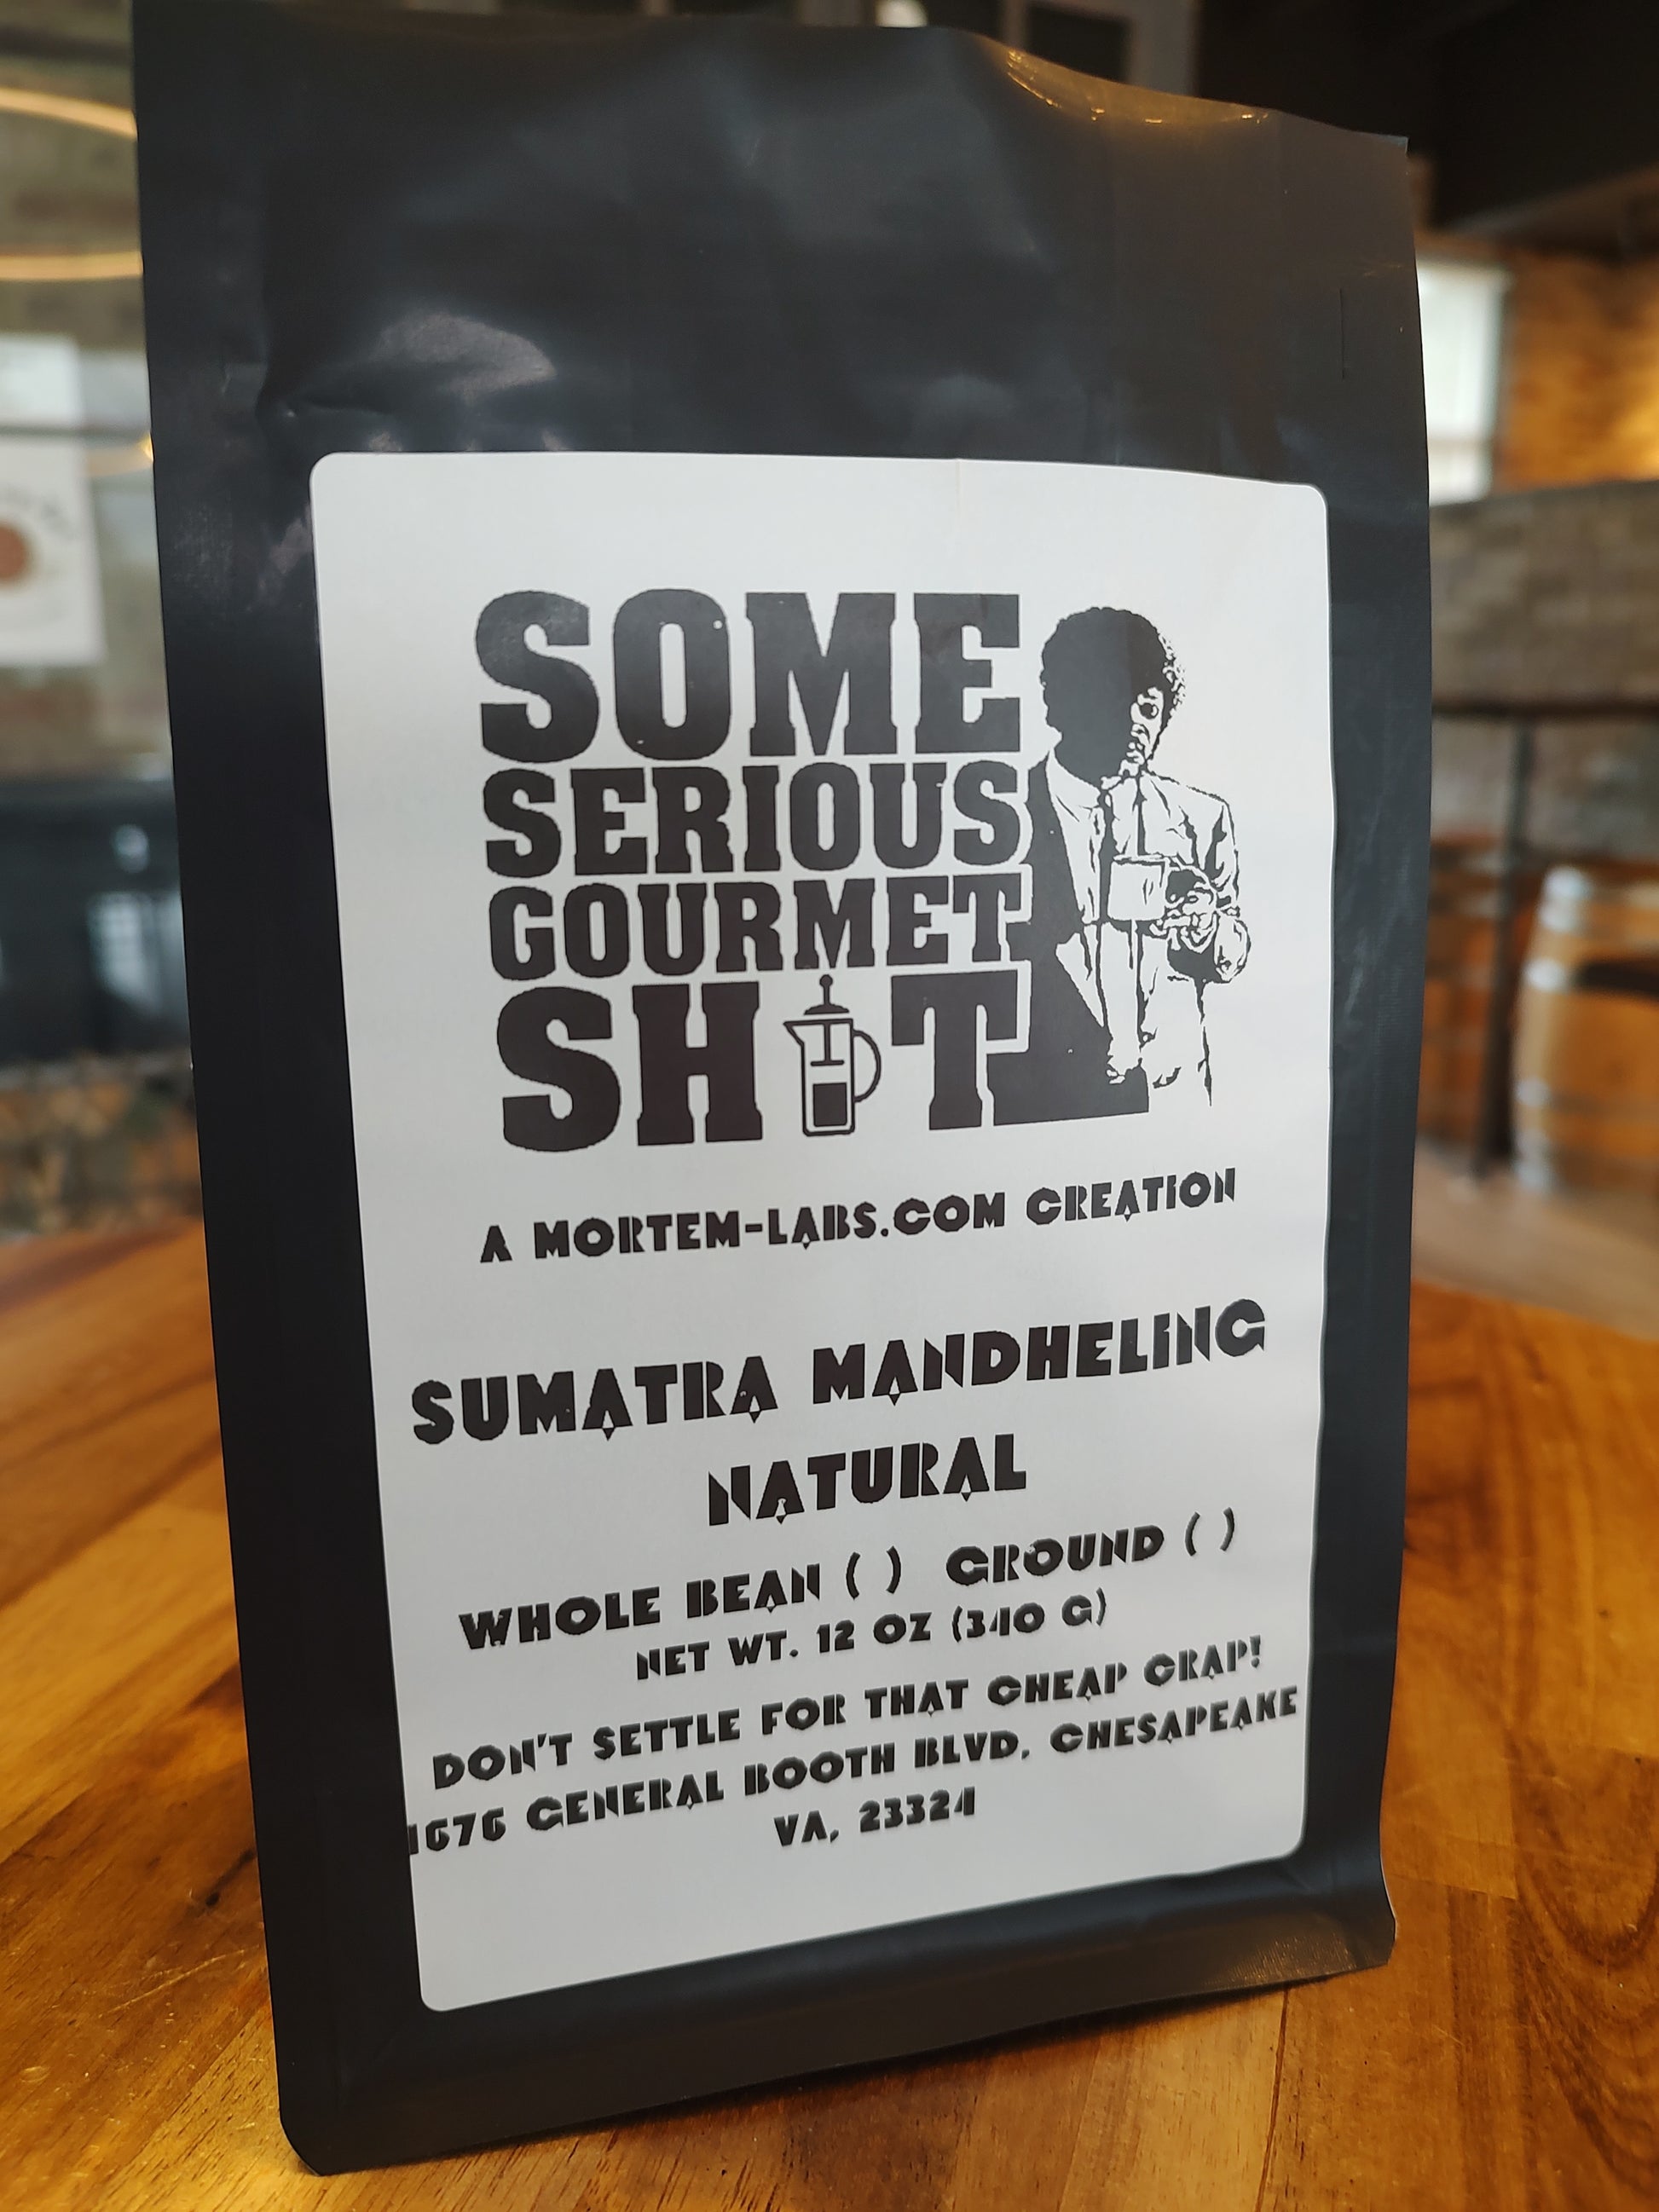 SOME
SERIOUS
GOURMET
SHIT
A MORTEM-LABS.COM CREATION
SUMATRA MANDHELING
NATURAL
WHOLE BEAN ( ) GROUND ( )
NET WT. 12 OZ (340 G)
DON'T SETTLE FOR THAT CHEAP CRAP!
1676 GENERAL BOOTH BLVD, CHESAPEAKE
VA, 23324